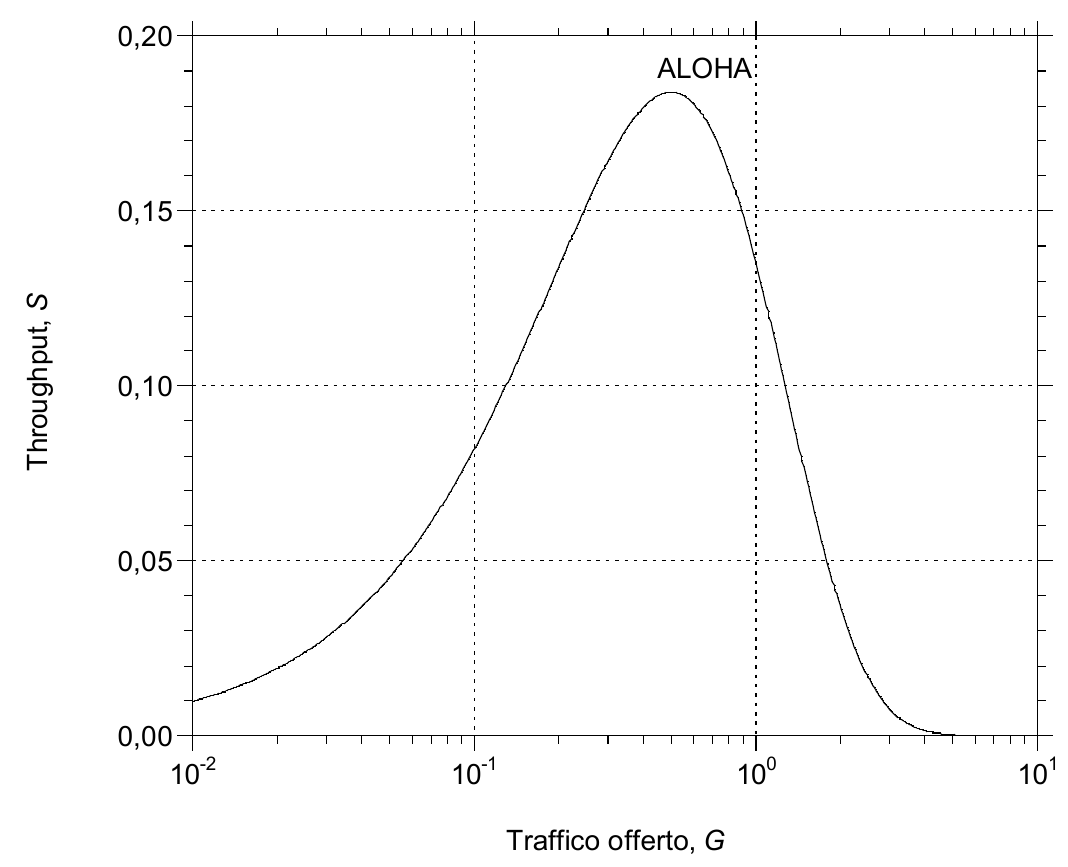 0,20
ALOHA
0,15
Throughput, S
0,10
0,05
0,00
10⁻² 10⁻¹ 10⁰ 10¹
Traffico offerto, G